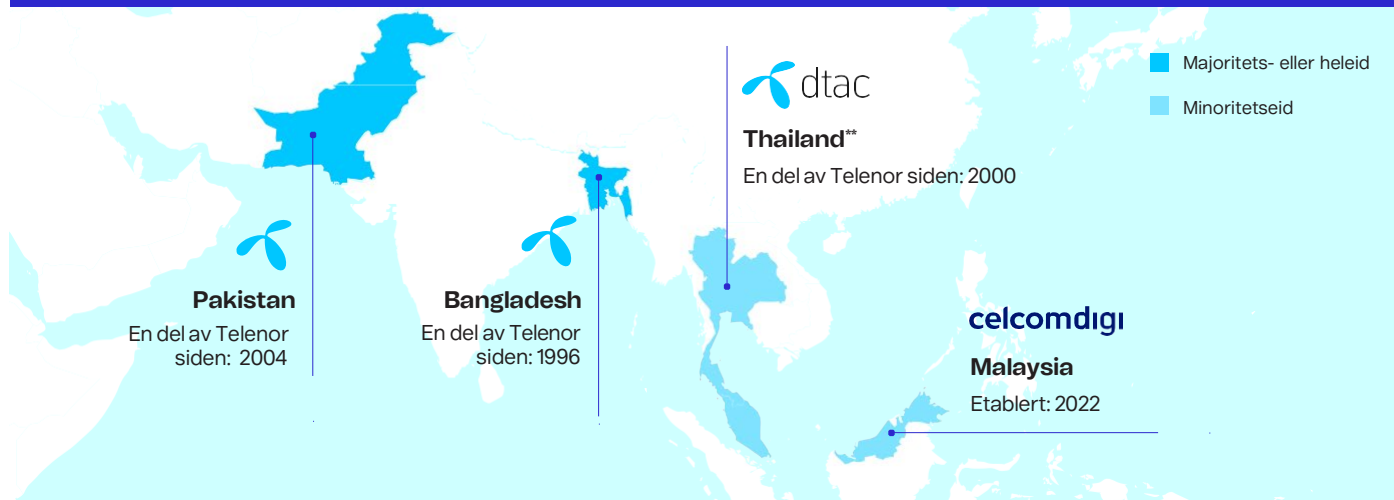 Majoritets- eller heleid
Minoritetseid
dtac
Thailand**
En del av Telenor siden: 2000
Pakistan
En del av Telenor
siden: 2004
Bangladesh
En del av Telenor
siden: 1996
celcomdigi
Malaysia
Etablert: 2022